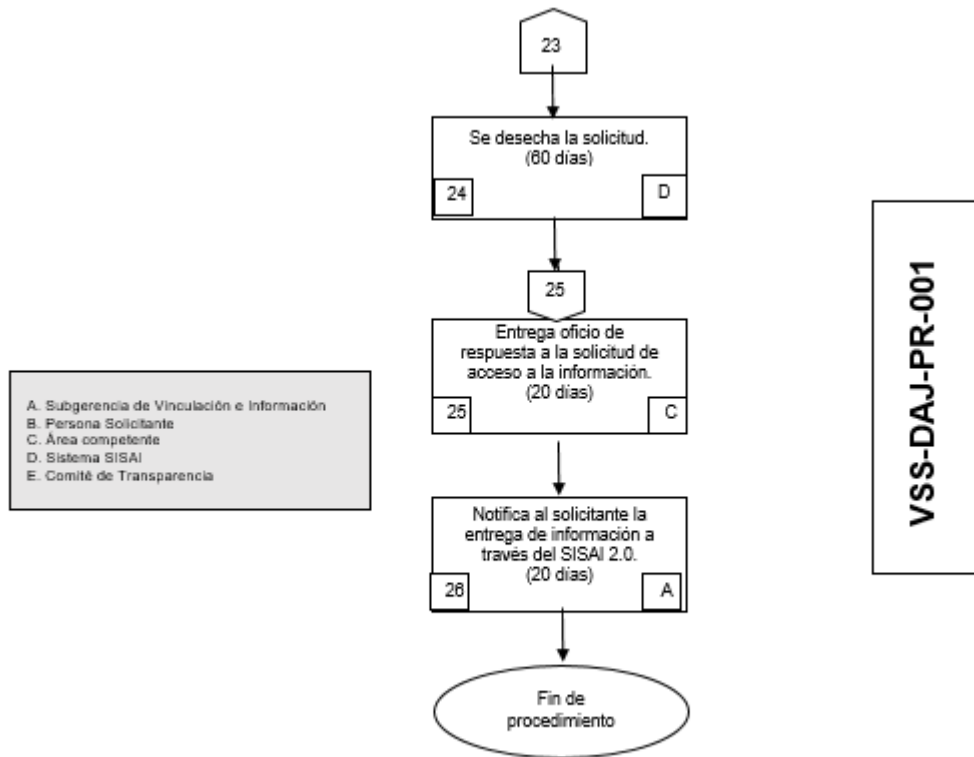 23
Se desecha la solicitud.
(60 días)
24
D
25
Entrega oficio de
respuesta a la solicitud de
acceso a la información.
(20 días)
25
C
A. Subgerencia de Vinculación e Información
B. Persona Solicitante
C. Área competente
D. Sistema SISAI
E. Comité de Transparencia
VSS-DAJ-PR-001
Notifica al solicitante la
entrega de información a
través del SISAI 2.0.
(20 días)
26
A
Fin de
procedimiento